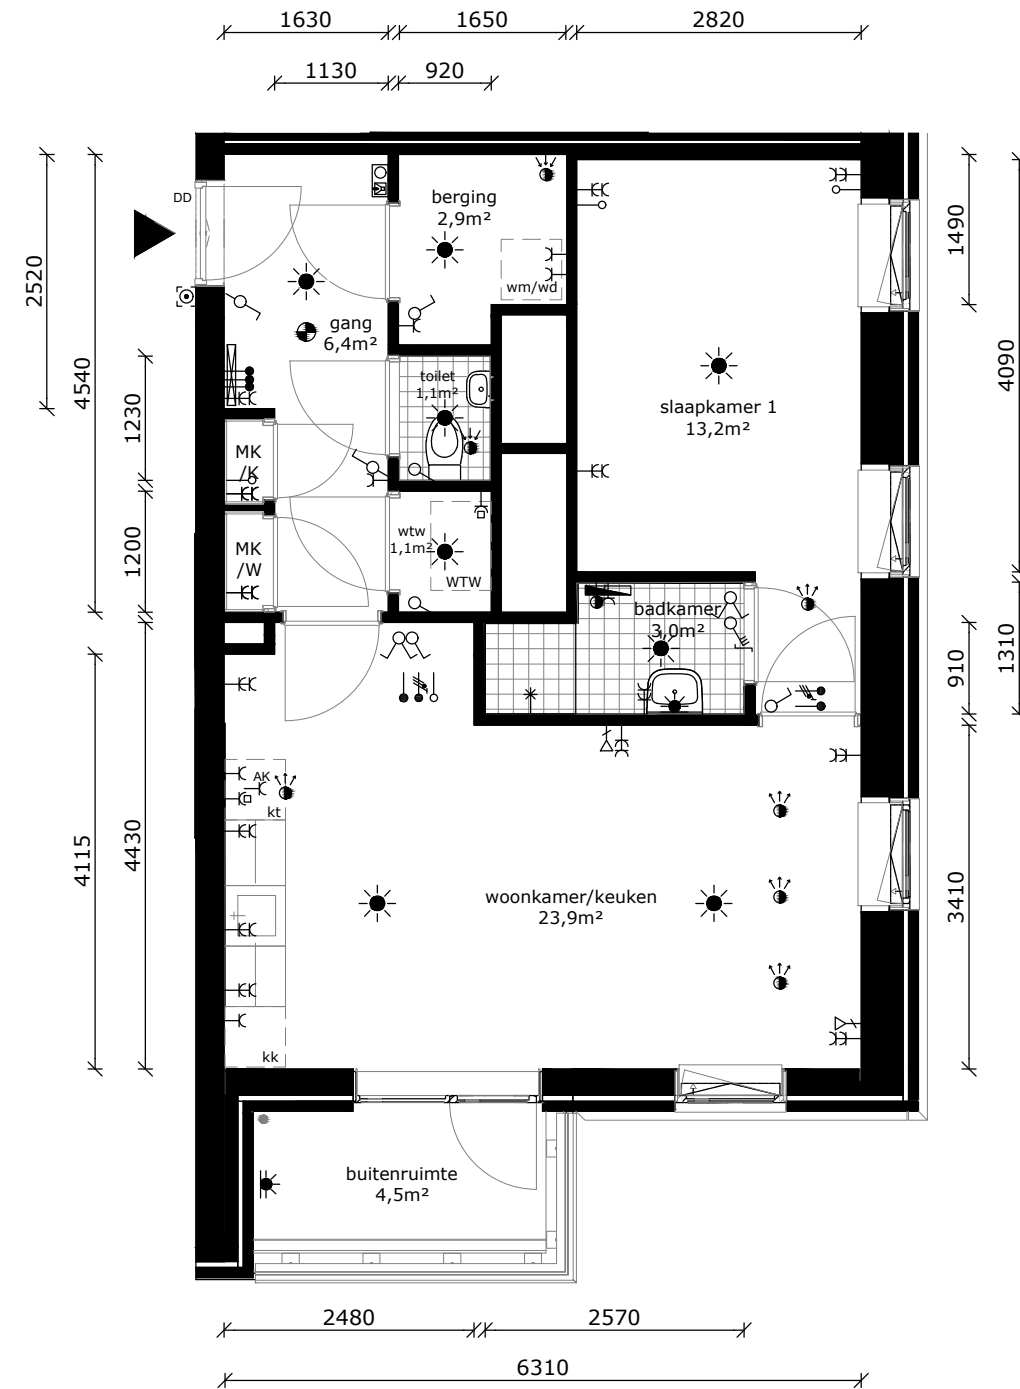 1630
1650
2820
1130
920
DD
berging
2,9m²
wm/wd
1490
2520
gang
6,4m²
4540
4090
toilet
1,1m²
1230
slaapkamer 1
13,2m²
MK
/K
MK
/W
wtw
1,1m²
WTW
1200
badkamer
3,0m²
1310
910
AK
kt
4115
4430
woonkamer/keuken
23,9m²
3410
kk
buitenruimte
4,5m²
2480
2570
6310